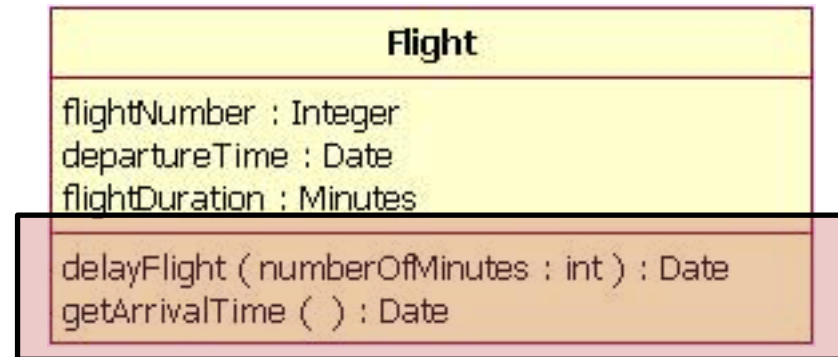 Flight
flightNumber : Integer
departureTime : Date
flightDuration : Minutes
delayFlight ( numberOfMinutes : int ) : Date
getArrivalTime ( ) : Date